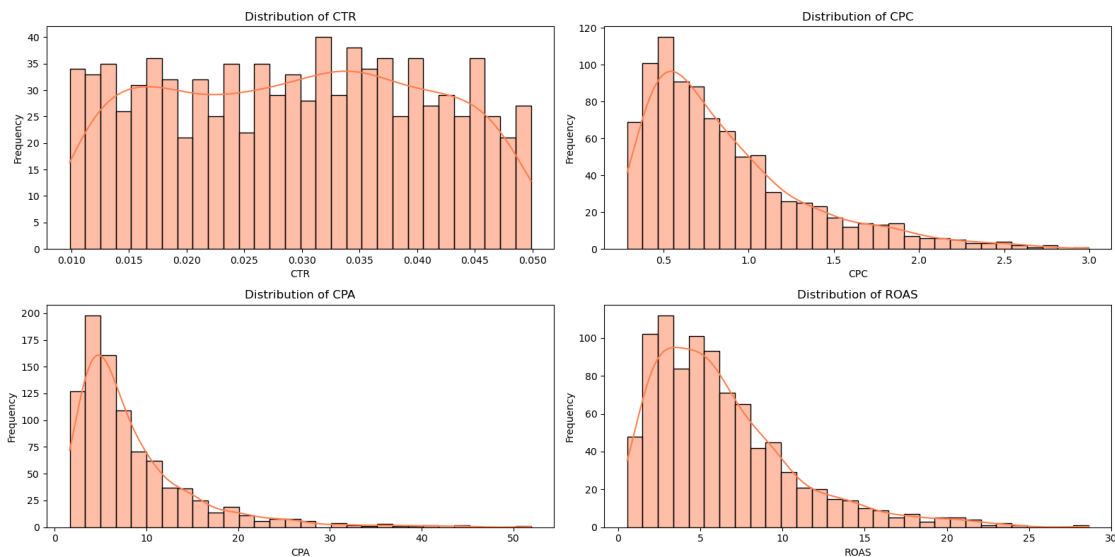 Distribution of CTR
Frequency
40
35
30
25
20
15
10
5
0
0.010 0.015 0.020 0.025 0.030 0.035 0.040 0.045 0.050
CTR
Distribution of CPC
Frequency
120
100
80
60
40
20
0
0.5 1.0 1.5 2.0 2.5 3.0
CPC
Distribution of CPA
Frequency
200
175
150
125
100
75
50
25
0
0 10 20 30 40 50
CPA
Distribution of ROAS
Frequency
100
80
60
40
20
0
0 5 10 15 20 25 30
ROAS